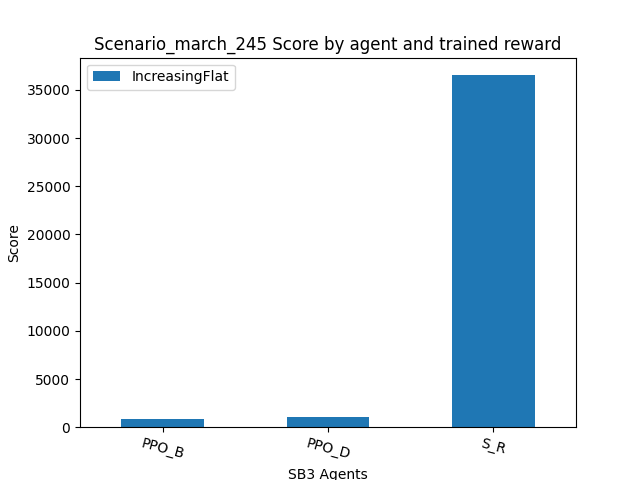 Scenario_march_245 Score by agent and trained reward
IncreasingFlat
35000
30000
25000
20000
15000
10000
5000
0
Score
PPO_B
PPO_D
S_R
SB3 Agents